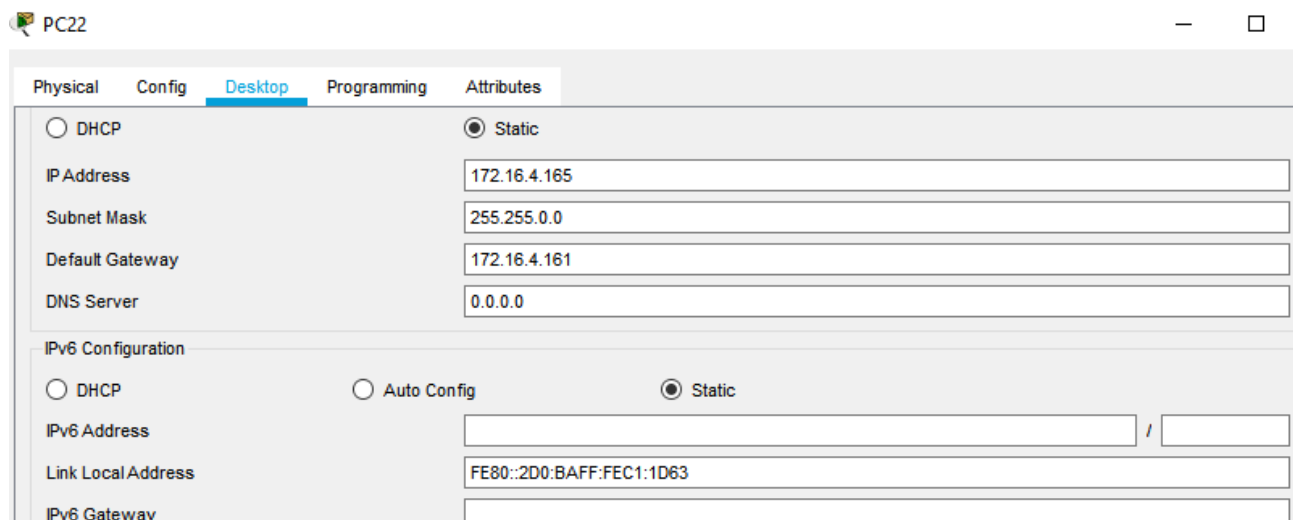 PC22
Physical Config Desktop Programming Attributes
DHCP Static
IP Address 172.16.4.165
Subnet Mask 255.255.0.0
Default Gateway 172.16.4.161
DNS Server 0.0.0.0
IPv6 Configuration
DHCP Auto Config Static
IPv6 Address /
Link Local Address FE80::2D0:BAFF:FEC1:1D63
IPv6 Gateway